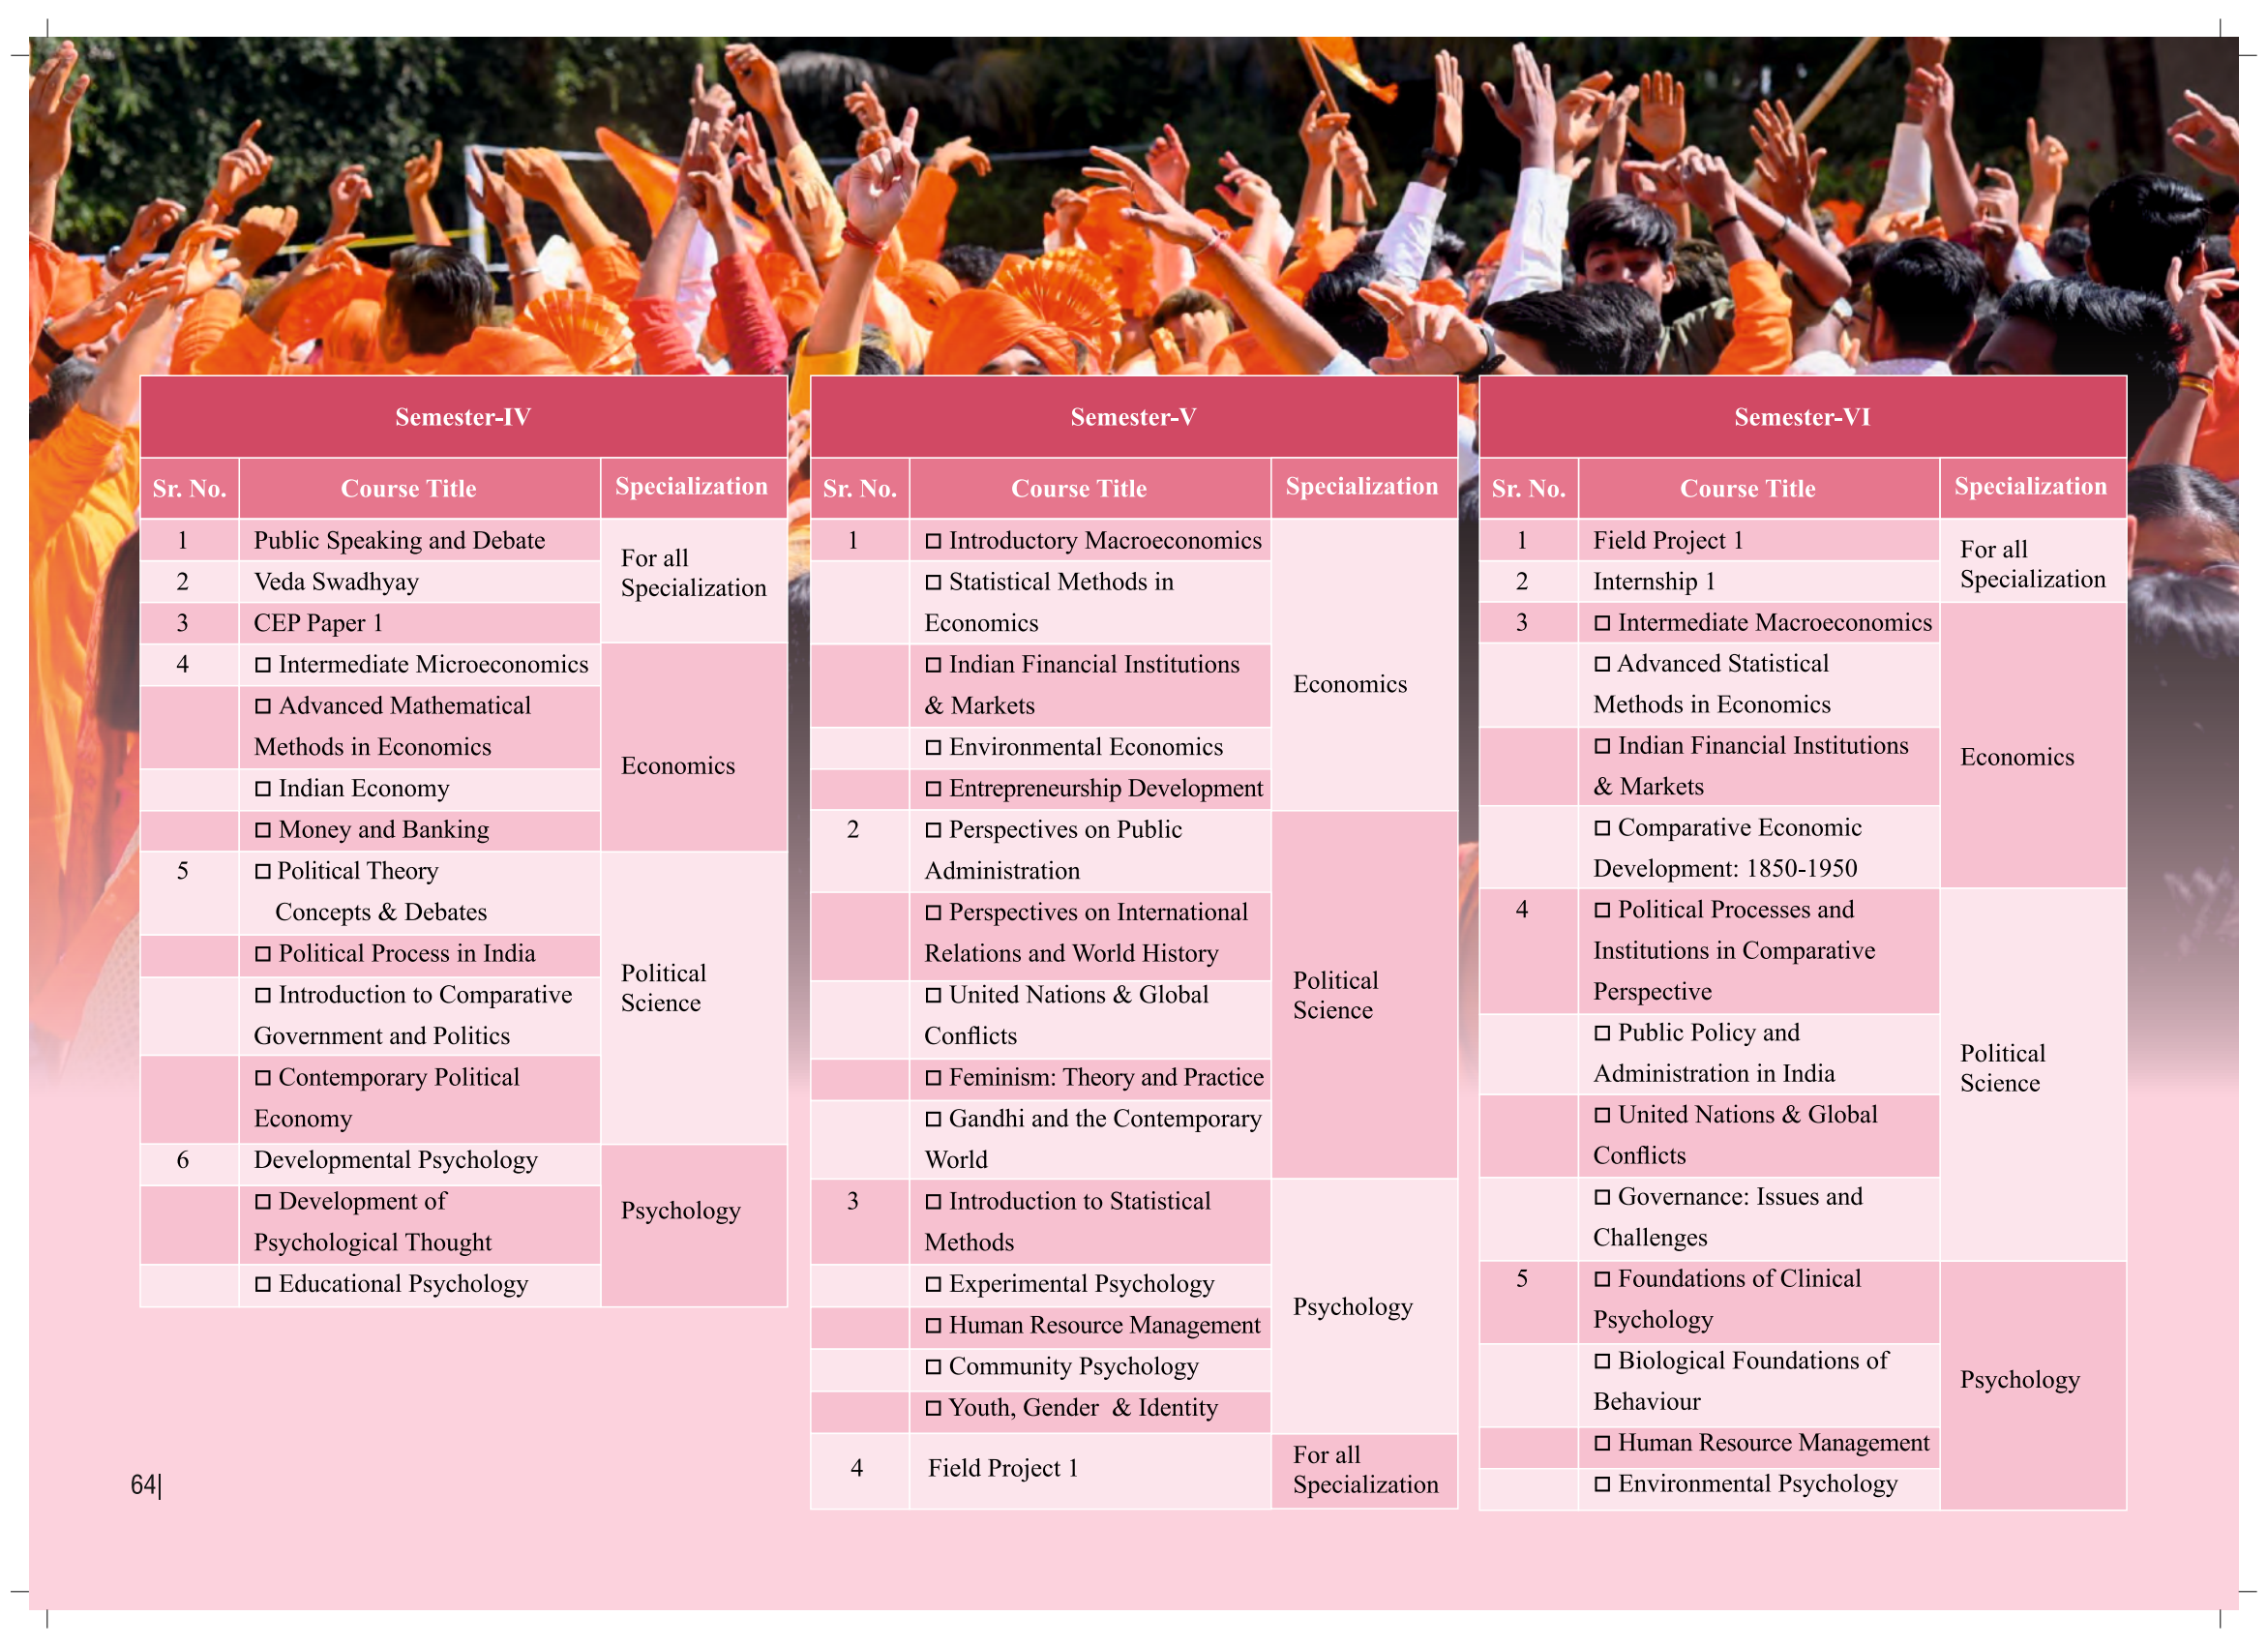 Semester-IV
Sr. No. Course Title Specialization
1 Public Speaking and Debate
For all
Specialization
2 Veda Swadhyay
3 CEP Paper 1
4 □ Intermediate Microeconomics
□ Advanced Mathematical
Methods in Economics
Economics
□ Indian Economy
□ Money and Banking
5 □ Political Theory
Concepts & Debates
□ Political Process in India
Political
Science
□ Introduction to Comparative
Government and Politics
□ Contemporary Political
Economy
6 Developmental Psychology
□ Development of
Psychological Thought
Psychology
□ Educational Psychology
Semester-V
Sr. No. Course Title Specialization
1 □ Introductory Macroeconomics
□ Statistical Methods in
Economics
□ Indian Financial Institutions
& Markets
Economics
□ Environmental Economics
□ Entrepreneurship Development
2 □ Perspectives on Public
Administration
□ Perspectives on International
Relations and World History
Political
Science
□ United Nations & Global
Conflicts
□ Feminism: Theory and Practice
□ Gandhi and the Contemporary
World
3 □ Introduction to Statistical
Methods
□ Experimental Psychology
Psychology
□ Human Resource Management
□ Community Psychology
□ Youth, Gender & Identity
4 Field Project 1
For all
Specialization
Semester-VI
Sr. No. Course Title Specialization
1 Field Project 1
For all
Specialization
2 Internship 1
3 □ Intermediate Macroeconomics
□ Advanced Statistical
Methods in Economics
Economics
□ Indian Financial Institutions
& Markets
□ Comparative Economic
Development: 1850-1950
4 □ Political Processes and
Institutions in Comparative
Perspective
□ Public Policy and
Administration in India
Political
Science
□ United Nations & Global
Conflicts
□ Governance: Issues and
Challenges
5 □ Foundations of Clinical
Psychology
□ Biological Foundations of
Behaviour
Psychology
□ Human Resource Management
□ Environmental Psychology
64|